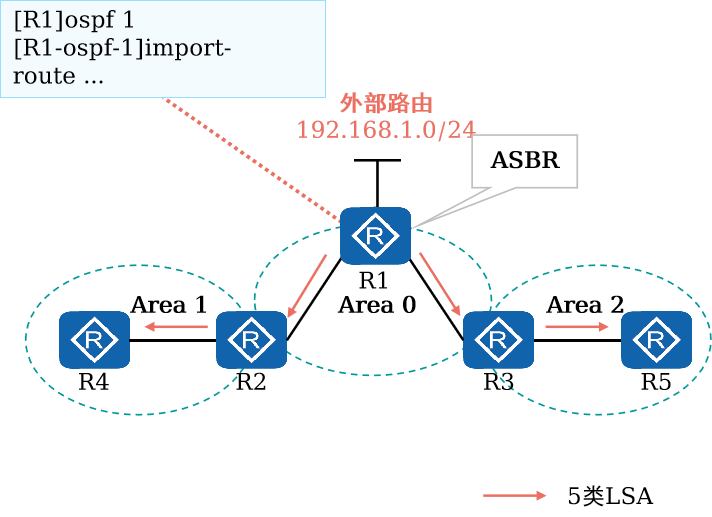 [R1]ospf 1
[R1-ospf-1]import-
route ...
外部路由
192.168.1.0/24
ASBR
R
R1
Area 1
Area 0
Area 2
R
R
R
R
R4
R2
R3
R5
5类LSA